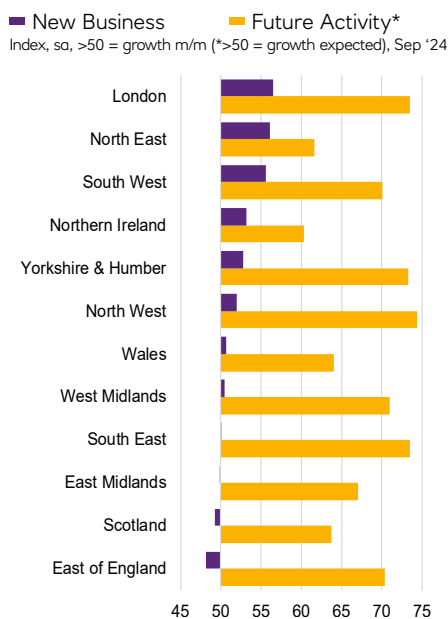 New Business Future Activity*
Index, sa, >50 = growth m/m (*>50 = growth expected), Sep ‘24
London
North East
South West
Northern Ireland
Yorkshire & Humber
North West
Wales
West Midlands
South East
East Midlands
Scotland
East of England
45 50 55 60 65 70 75